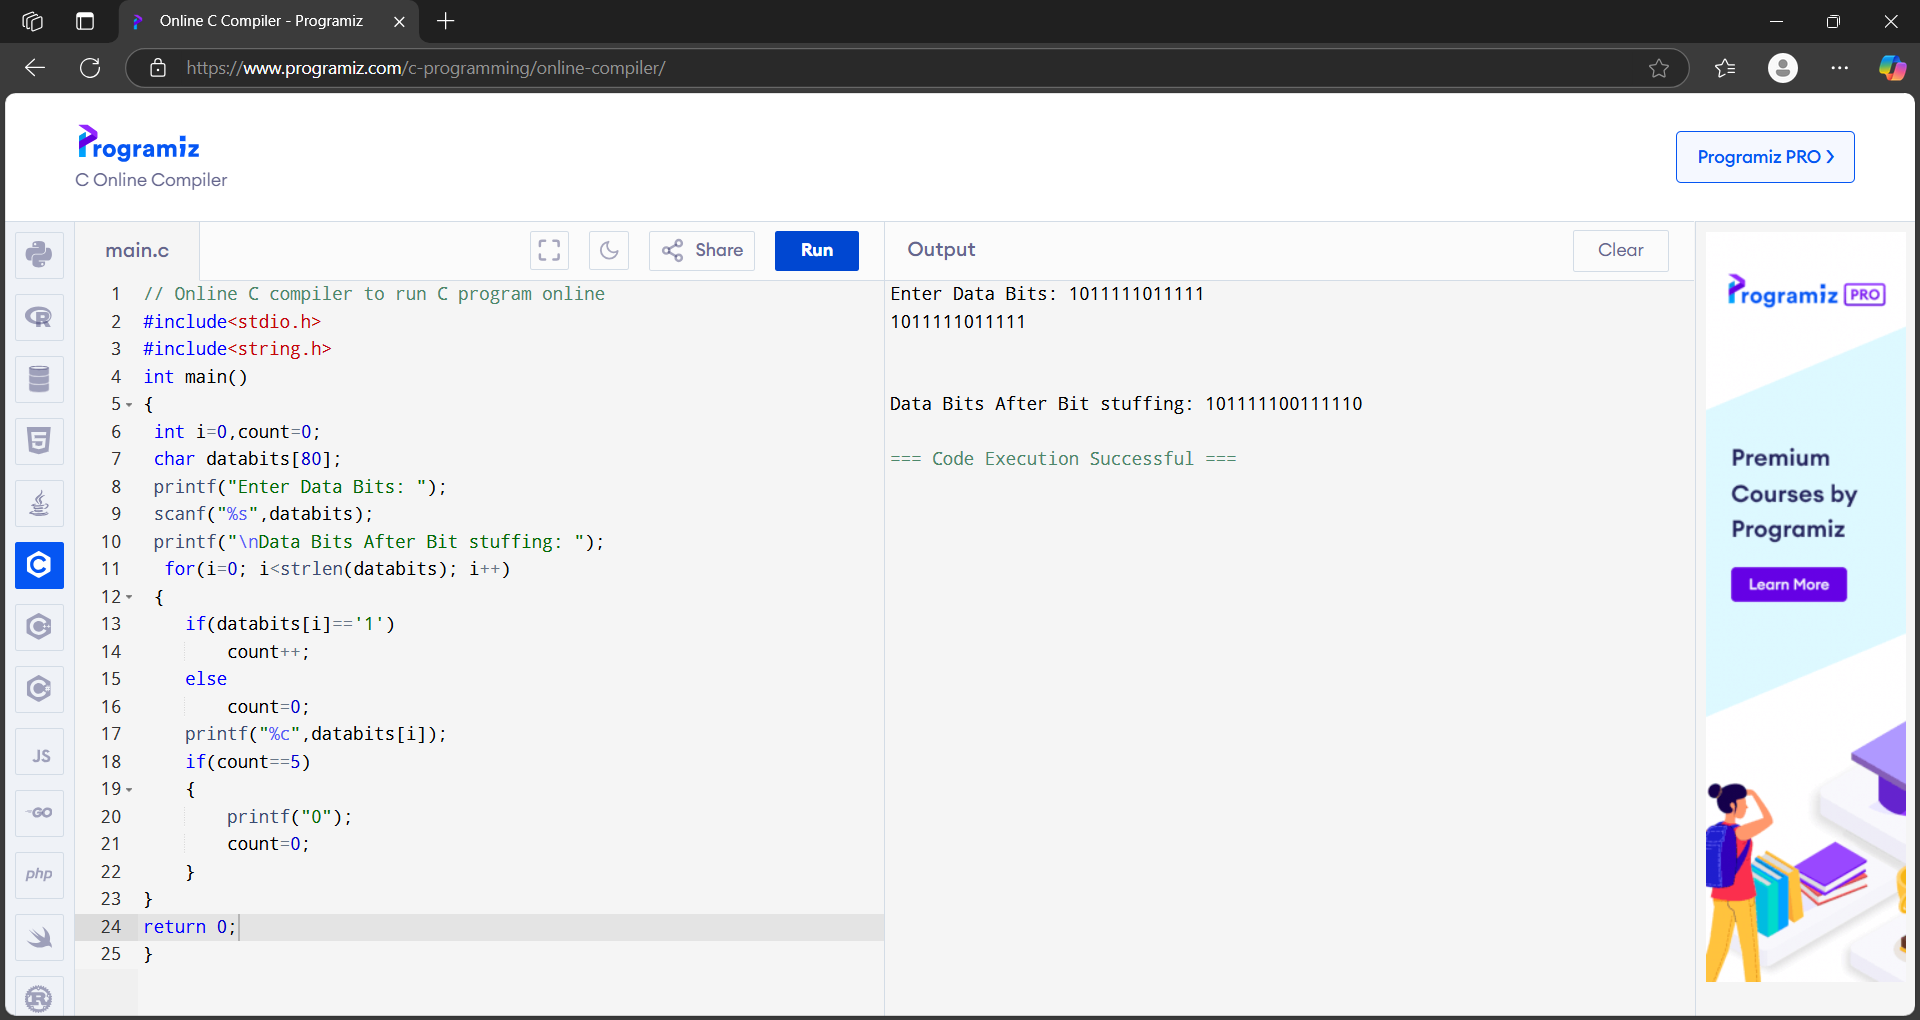 Online C Compiler - Programiz
https://www.programiz.com/c-programming/online-compiler/
Programiz
C Online Compiler
Programiz PRO
main.c
Share
Run
Output
Clear
1 // Online C compiler to run C program online
2 #include<stdio.h>
3 #include<string.h>
4 int main()
5 {
6 int i=0,count=0;
7 char databits[80];
8 printf("Enter Data Bits: ");
9 scanf("%s",databits);
10 printf("\nData Bits After Bit stuffing: ");
11 for(i=0; i<strlen(databits); i++)
12 {
13 if(databits[i]=='1')
14 count++;
15 else
16 count=0;
17 printf("%c",databits[i]);
18 if(count==5)
19 {
20 printf("0");
21 count=0;
22 }
23 }
24 return 0;
25 }
Enter Data Bits: 1011111011111
1011111011111
Data Bits After Bit stuffing: 101111100111110
=== Code Execution Successful ===
R
5
C
C
C
JS
GO
php
R
Programiz PRO
Premium
Courses by
Programiz
Learn More